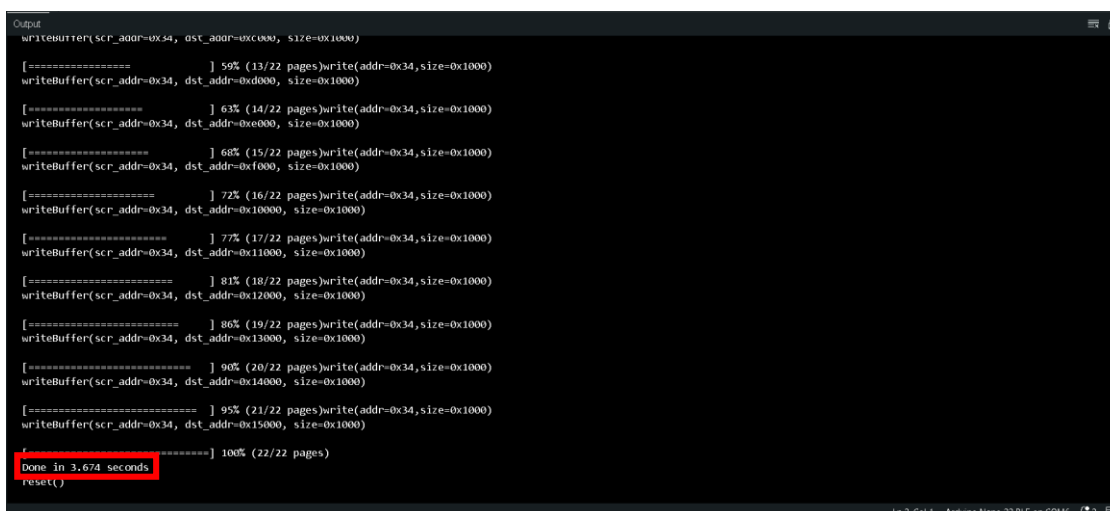 Output
writeBuffer(scr_addr=0x34, dst_addr=0xc000, size=0x1000)
[================= ] 59% (13/22 pages)write(addr=0x34,size=0x1000)
writeBuffer(scr_addr=0x34, dst_addr=0xd000, size=0x1000)
[=================== ] 63% (14/22 pages)write(addr=0x34,size=0x1000)
writeBuffer(scr_addr=0x34, dst_addr=0xe000, size=0x1000)
[==================== ] 68% (15/22 pages)write(addr=0x34,size=0x1000)
writeBuffer(scr_addr=0x34, dst_addr=0xf000, size=0x1000)
[===================== ] 72% (16/22 pages)write(addr=0x34,size=0x1000)
writeBuffer(scr_addr=0x34, dst_addr=0x10000, size=0x1000)
[======================= ] 77% (17/22 pages)write(addr=0x34,size=0x1000)
writeBuffer(scr_addr=0x34, dst_addr=0x11000, size=0x1000)
[======================== ] 81% (18/22 pages)write(addr=0x34,size=0x1000)
writeBuffer(scr_addr=0x34, dst_addr=0x12000, size=0x1000)
[========================= ] 86% (19/22 pages)write(addr=0x34,size=0x1000)
writeBuffer(scr_addr=0x34, dst_addr=0x13000, size=0x1000)
[=========================== ] 90% (20/22 pages)write(addr=0x34,size=0x1000)
writeBuffer(scr_addr=0x34, dst_addr=0x14000, size=0x1000)
[============================ ] 95% (21/22 pages)write(addr=0x34,size=0x1000)
writeBuffer(scr_addr=0x34, dst_addr=0x15000, size=0x1000)
[==============================] 100% (22/22 pages)
Done in 3.674 seconds
reset()